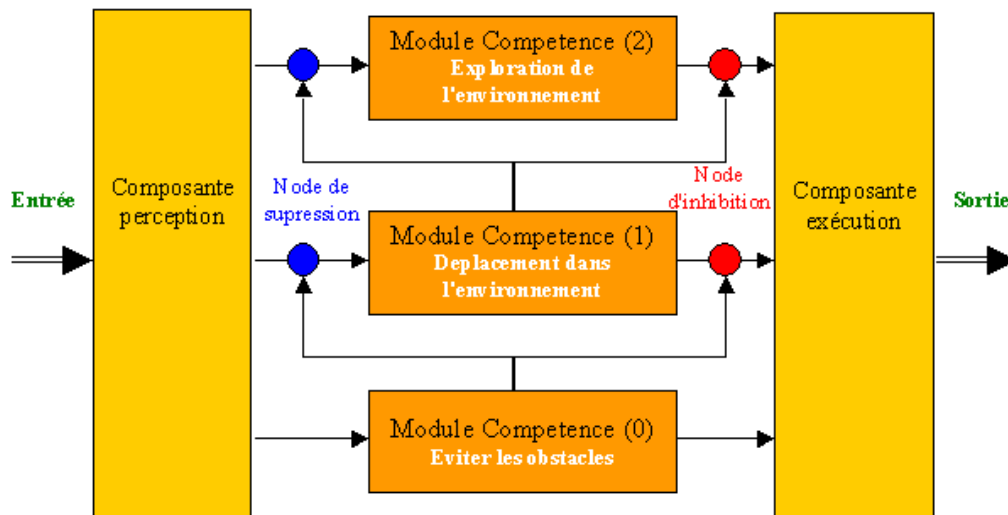 Module Competence (2)
Exploration de
l'environnement
Entrée
Composante
perception
Node de
supression
Node
d'inhibition
Composante
exécution
Sortie
Module Competence (1)
Deplacement dans
l'environnement
Module Competence (0)
Eviter les obstacles